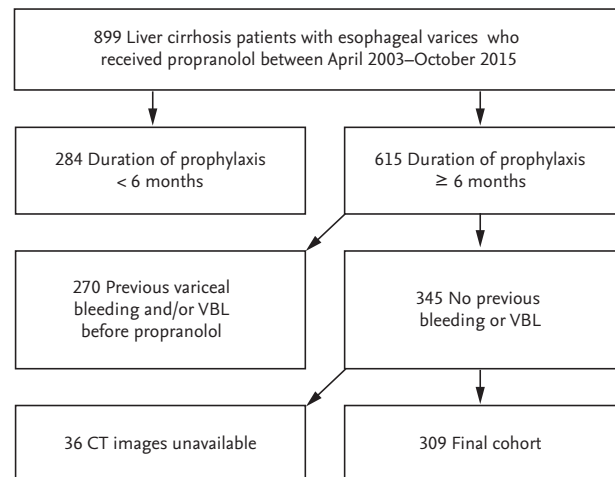 899 Liver cirrhosis patients with esophageal varices who
received propranolol between April 2003–October 2015
284 Duration of prophylaxis
< 6 months
615 Duration of prophylaxis
≥ 6 months
270 Previous variceal
bleeding and/or VBL
before propranolol
345 No previous
bleeding or VBL
36 CT images unavailable
309 Final cohort